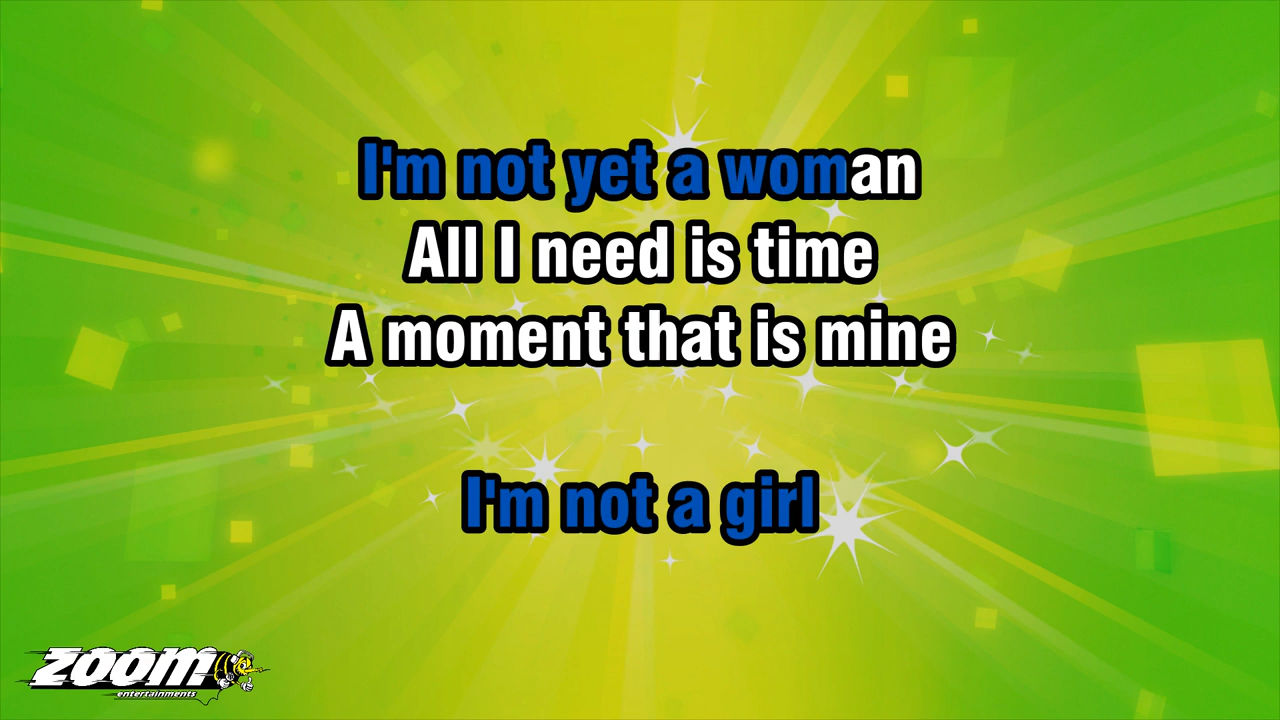 I'm not yet a woman
All I need is time
A moment that is mine
I'm not a girl
ZOOM
entertainments